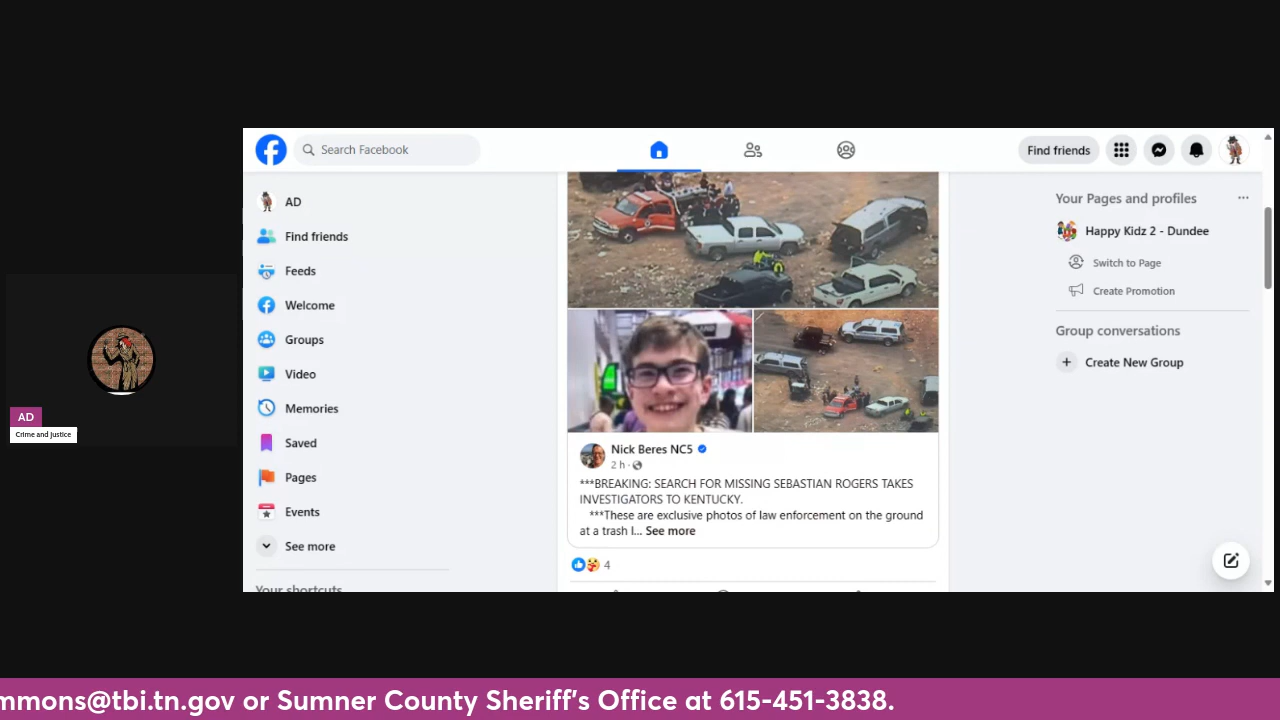 Search Facebook
Find friends
AD
Find friends
Feeds
Welcome
Groups
Video
Memories
Saved
Pages
Events
See more
Your shortcuts
Nick Beres NC5
2 h ·
***BREAKING: SEARCH FOR MISSING SEBASTIAN ROGERS TAKES
INVESTIGATORS TO KENTUCKY.
***These are exclusive photos of law enforcement on the ground
at a trash l... See more
4
Your Pages and profiles
Happy Kidz 2 - Dundee
Switch to Page
Create Promotion
Group conversations
Create New Group
AD
Crime and Justice
mmons@tbi.tn.gov or Sumner County Sheriff's Office at 615-451-3838.